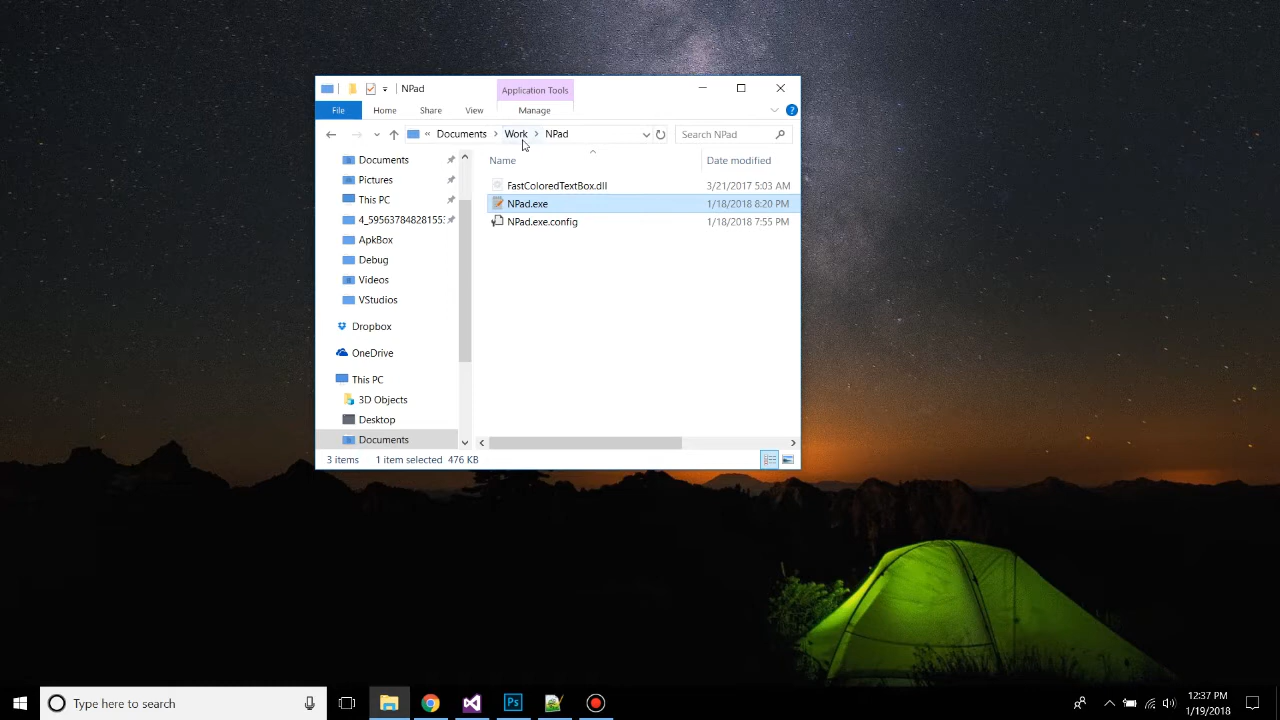 NPad
Application Tools
File
Home
Share
View
Manage
« Documents > Work > NPad
Search NPad
Name
Date modified
FastColoredTextBox.dll
3/21/2017 5:03 AM
NPad.exe
1/18/2018 8:20 PM
NPad.exe.config
1/18/2018 7:55 PM
Documents
Pictures
This PC
4_59563784828155:
ApkBox
Debug
Videos
VStudios
Dropbox
OneDrive
This PC
3D Objects
Desktop
Documents
3 items
1 item selected 476 KB
Type here to search
Ps
12:37 PM
1/19/2018